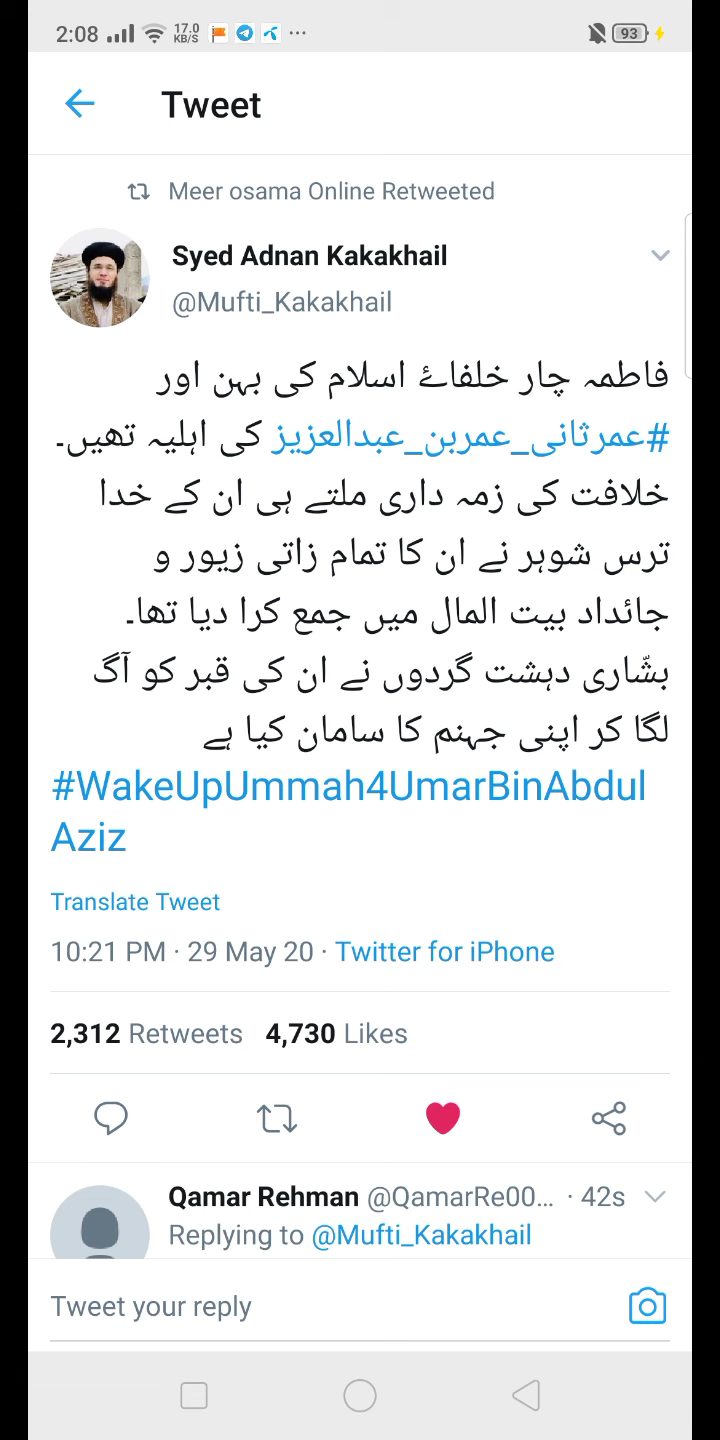 2:08 17.0 KB/S ... 93
Tweet
Meer osama Online Retweeted
Syed Adnan Kakakhail
@Mufti_Kakakhail
فاطمہ چار خلفاۓ اسلام کی بہن اور
#عمرثانی_عمربن_عبدالعزیز کی اہلیہ تھیں۔
خلافت کی زمہ داری ملتے ہی ان کے خدا
ترس شوہر نے ان کا تمام زاتی زیور و
جائداد بیت المال میں جمع کرا دیا تھا۔
بشّاری دہشت گردوں نے ان کی قبر کو آگ
لگا کر اپنی جہنم کا سامان کیا ہے
#WakeUpUmmah4UmarBinAbdul
Aziz
Translate Tweet
10:21 PM · 29 May 20 · Twitter for iPhone
2,312 Retweets 4,730 Likes
Qamar Rehman @QamarRe00... · 42s
Replying to @Mufti_Kakakhail
Tweet your reply